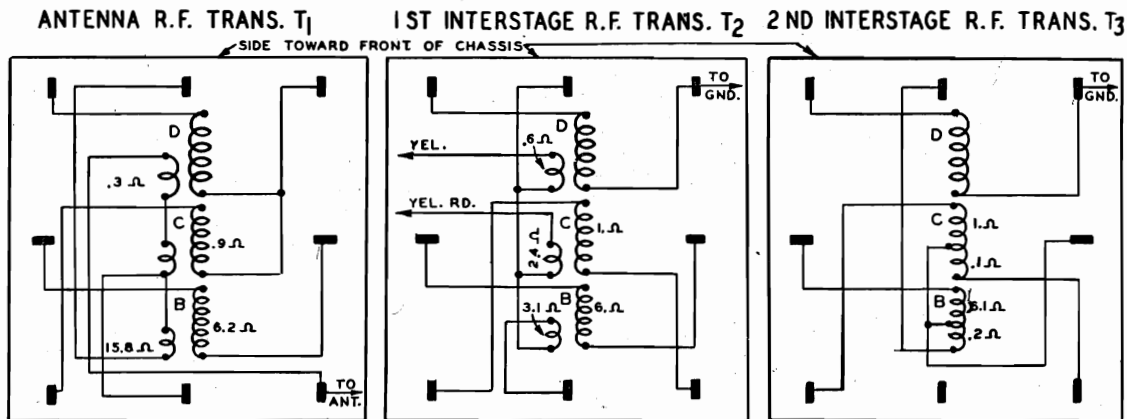 ANTENNA R.F. TRANS. T1
1ST INTERSTAGE R.F. TRANS. T2
2ND INTERSTAGE R.F. TRANS. T3
SIDE TOWARD FRONT OF CHASSIS
D
.3 Ω
C
.9 Ω
B
6.2 Ω
15.8 Ω
TO
ANT.
TO
GND.
D
YEL.
.6 Ω
YEL. RD.
C
1. Ω
2.4 Ω
B
3.1 Ω
6. Ω
TO
GND.
D
C
1. Ω
.1 Ω
B
6.1 Ω
.2 Ω